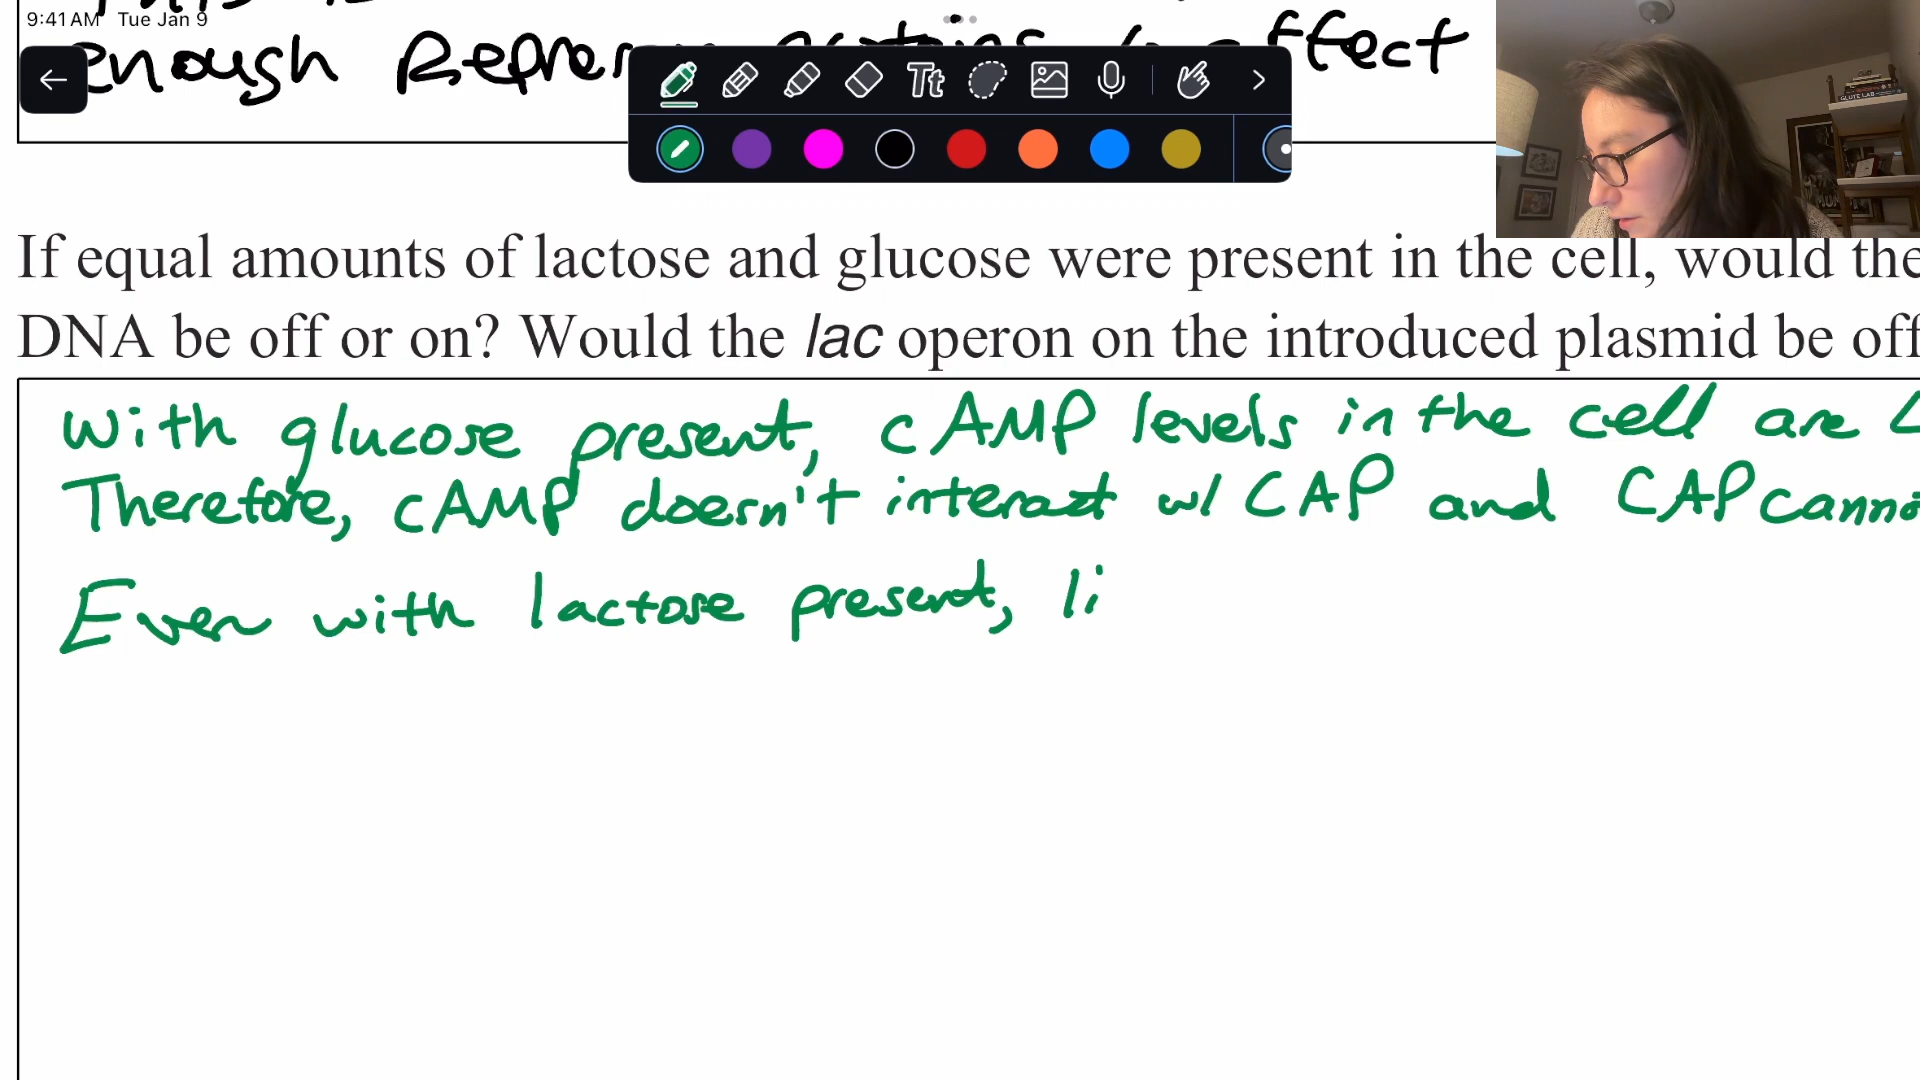 9:41 AM Tue Jan 9
enough
effect
Tt
If equal amounts of lactose and glucose were present in the cell, would the
DNA be off or on? Would the lac operon on the introduced plasmid be off
With glucose present, cAMP levels in the cell are
Therefore, cAMP doesn't interact w/ CAP and CAP canno
Even with lactose present, li